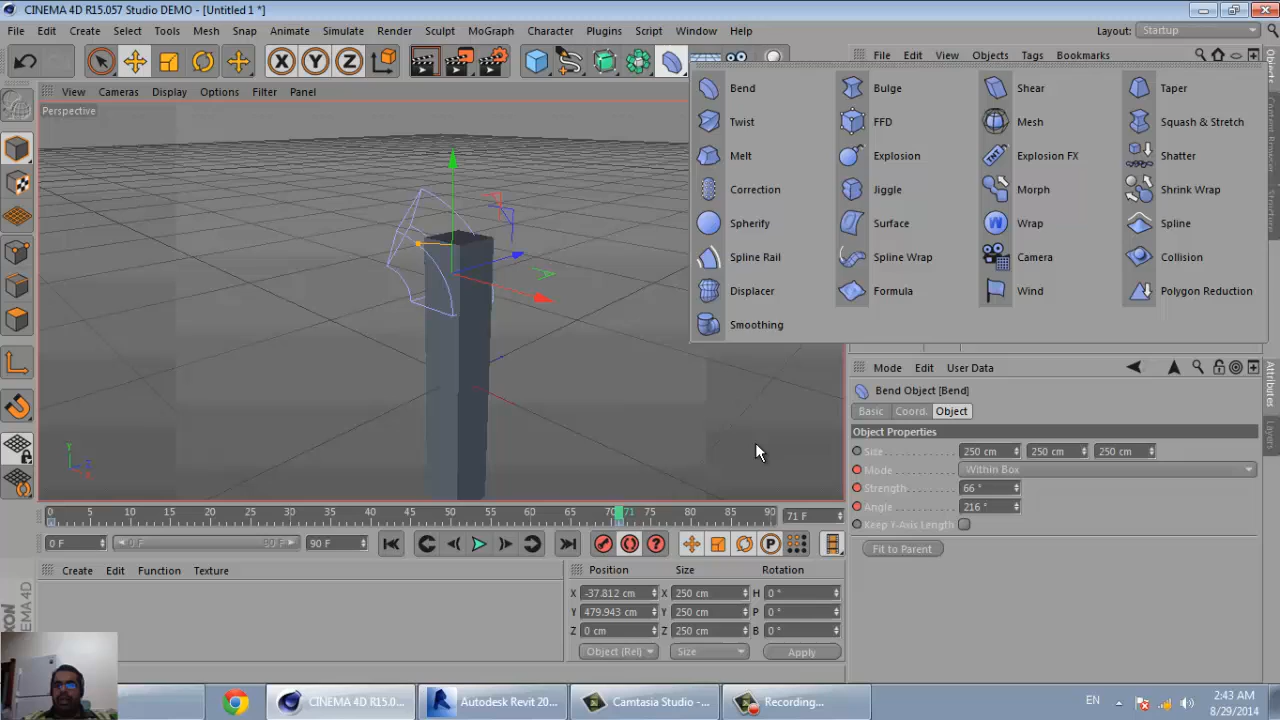 CINEMA 4D R15.057 Studio DEMO - [Untitled 1 *]
File Edit Create Select Tools Mesh Snap Animate Simulate Render Sculpt MoGraph Character Plugins Script Window Help Layout: Startup
File Edit View Objects Tags Bookmarks
View Cameras Display Options Filter Panel
Perspective
Bend Bulge Shear Taper
Twist FFD Mesh Squash & Stretch
Melt Explosion Explosion FX Shatter
Correction Jiggle Morph Shrink Wrap
Spherify Surface Wrap Spline
Spline Rail Spline Wrap Camera Collision
Displacer Formula Wind Polygon Reduction
Smoothing
Mode Edit User Data
Bend Object [Bend]
Basic Coord. Object
Object Properties
Size 250 cm 250 cm 250 cm
Mode Within Box
Strength 66 °
Angle 216 °
Keep Y-Axis Length
Fit to Parent
Objects
Structure
Attributes
Layers
0 5 10 15 20 25 30 35 40 45 50 55 60 65 70 71 75 80 85 90 71 F
0 F 0 F 90 F 90 F
Create Edit Function Texture
Position Size Rotation
X -37.812 cm X 250 cm H 0 °
Y 479.943 cm Y 250 cm P 0 °
Z 0 cm Z 250 cm B 0 °
Object (Rel) Size Apply
CINEMA 4D R15.0... Autodesk Revit 20... Camtasia Studio -... Recording... EN 2:43 AM
8/29/2014